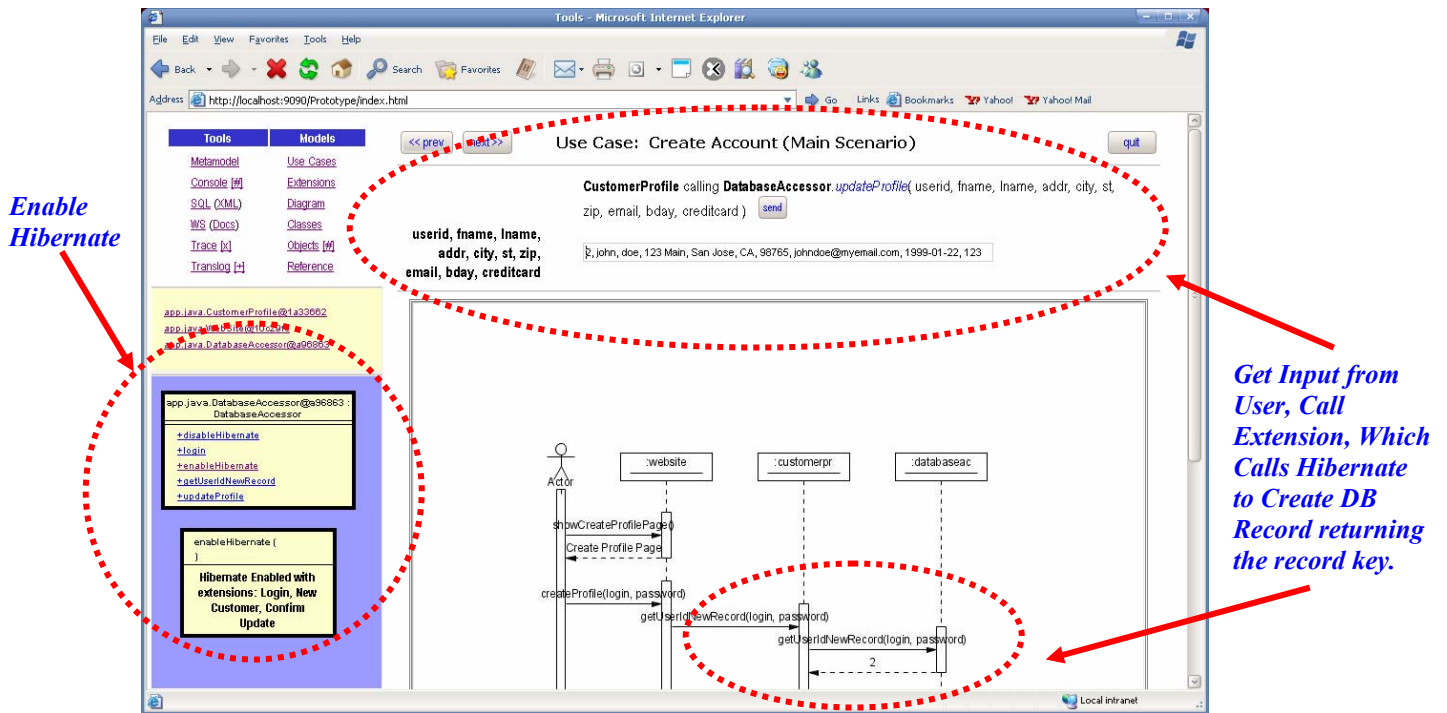 Tools - Microsoft Internet Explorer
File Edit View Favorites Tools Help
Back Search Favorites
Address http://localhost:9090/Prototype/index.html Go Links Bookmarks Yahoo! Yahoo! Mail
Tools Models
Metamodel Use Cases
Console [#] Extensions
SQL (XML) Diagram
WS (Docs) Classes
Trace [x] Objects [#]
Translog [+] Reference
<< prev next >> Use Case: Create Account (Main Scenario) quit
CustomerProfile calling DatabaseAccessor.updateProfile( userid, fname, lname, addr, city, st,
zip, email, bday, creditcard ) send
userid, fname, lname,
addr, city, st, zip,
email, bday, creditcard
2, john, doe, 123 Main, San Jose, CA, 98765, johndoe@myemail.com, 1999-01-22, 123
Enable
Hibernate
app.java.CustomerProfile@1a33662
app.java.DatabaseAccessor@a96863
app.java.DatabaseAccessor@a96863 :
DatabaseAccessor
+disableHibernate
+login
+enableHibernate
+getUserIdNewRecord
+updateProfile
enableHibernate (
)
Hibernate Enabled with
extensions: Login, New
Customer, Confirm
Update
Actor
:website
:customerpr
:databaseac
showCreateProfilePage()
Create Profile Page
createProfile(login, password)
getUserIdNewRecord(login, password)
getUserIdNewRecord(login, password)
2
Get Input from
User, Call
Extension, Which
Calls Hibernate
to Create DB
Record returning
the record key.
Local intranet